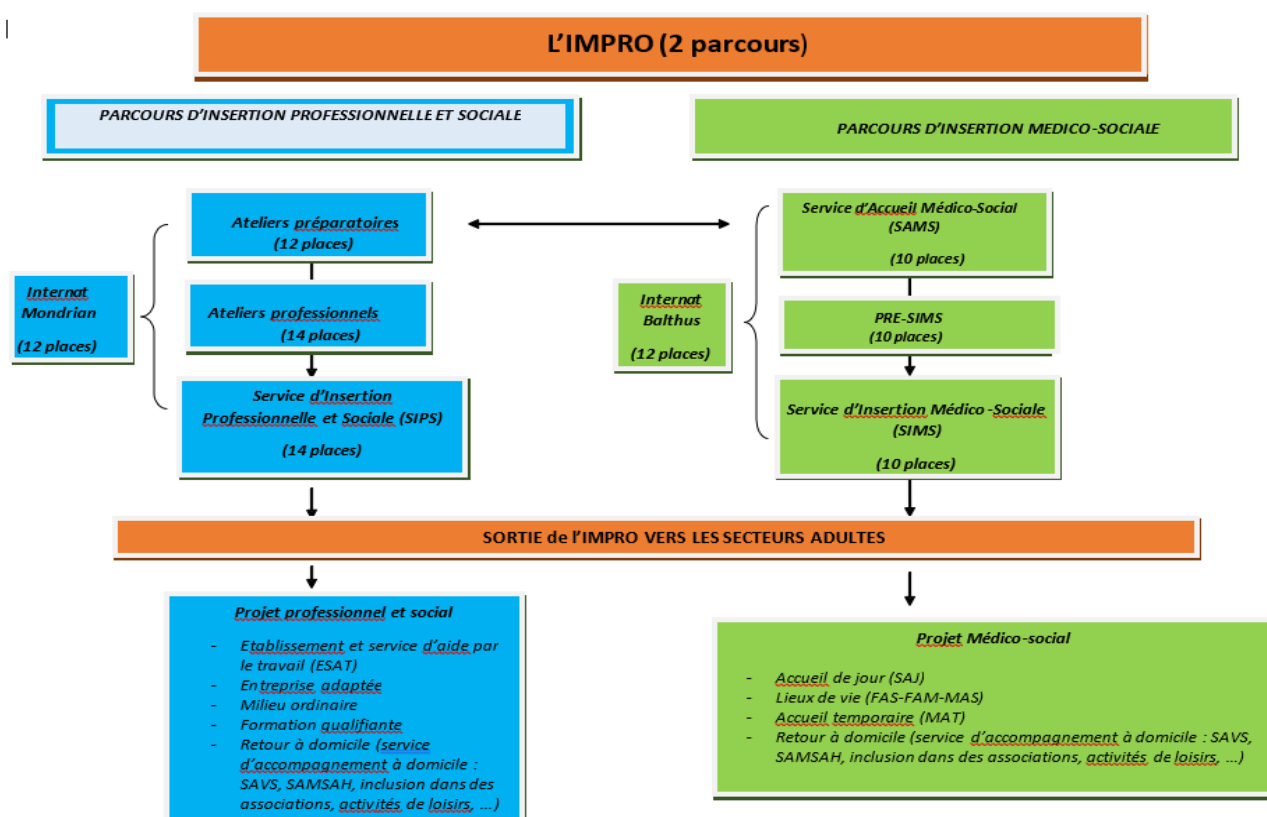 L'IMPRO (2 parcours)
PARCOURS D'INSERTION PROFESSIONNELLE ET SOCIALE
PARCOURS D'INSERTION MEDICO-SOCIALE
Ateliers préparatoires
(12 places)
Service d'Accueil Médico-Social
(SAMS)
(10 places)
Internat
Mondrian
(12 places)
Ateliers professionnels
(14 places)
Internat
Balthus
(12 places)
PRE-SIMS
(10 places)
Service d'Insertion
Professionnelle et Sociale (SIPS)
(14 places)
Service d'Insertion Médico -Sociale
(SIMS)
(10 places)
SORTIE de l'IMPRO VERS LES SECTEURS ADULTES
Projet professionnel et social
- Etablissement et service d'aide par
le travail (ESAT)
- Entreprise adaptée
- Milieu ordinaire
- Formation qualifiante
- Retour à domicile (service
d'accompagnement à domicile :
SAVS, SAMSAH, inclusion dans des
associations, activités de loisirs, ...)
Projet Médico-social
- Accueil de jour (SAJ)
- Lieux de vie (FAS-FAM-MAS)
- Accueil temporaire (MAT)
- Retour à domicile (service d'accompagnement à domicile : SAVS,
SAMSAH, inclusion dans des associations, activités de loisirs, ...)